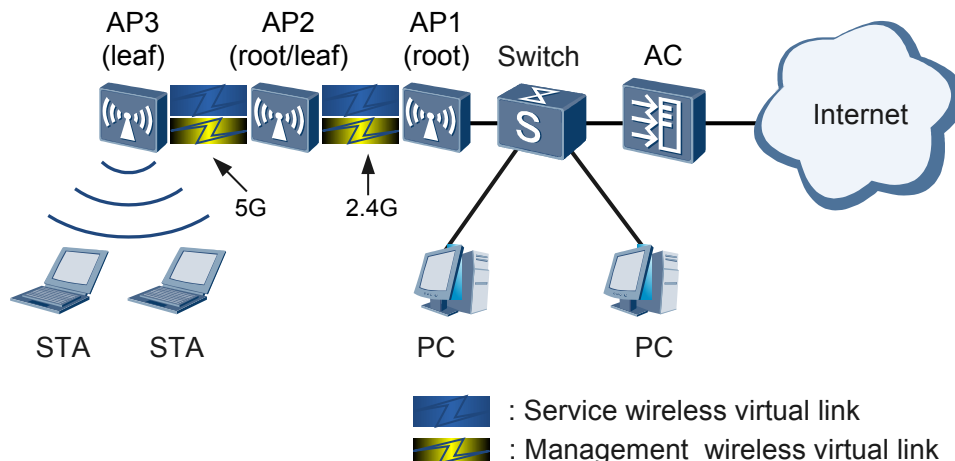 AP3
(leaf)
AP2
(root/leaf)
AP1
(root)
Switch
AC
Internet
S
5G
2.4G
STA
STA
PC
PC
: Service wireless virtual link
: Management wireless virtual link